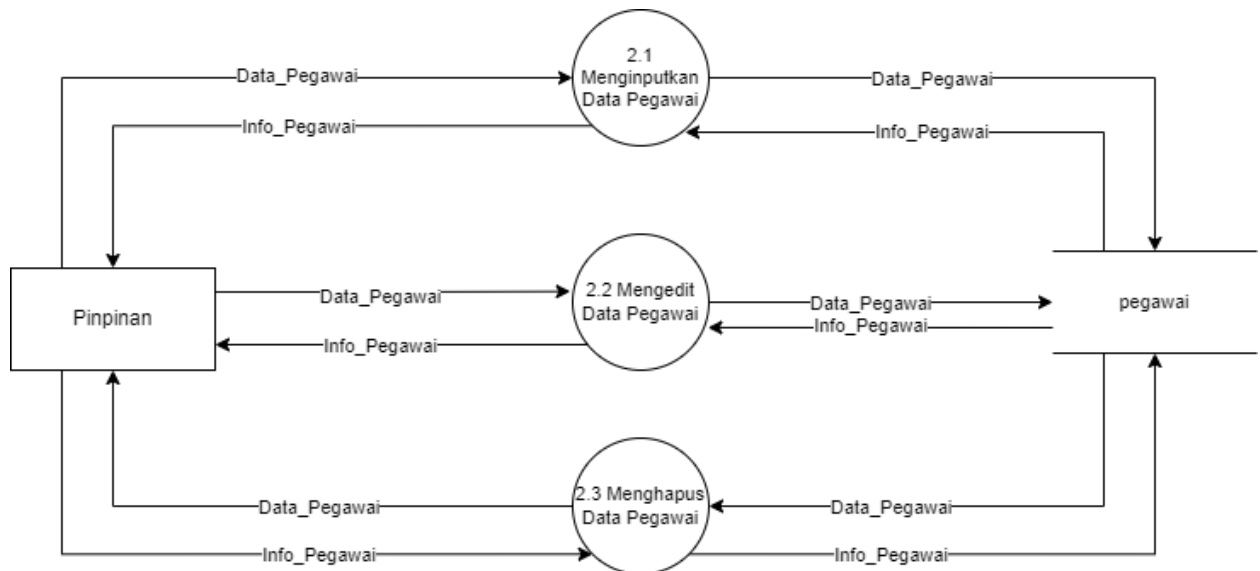 2.1
Menginputkan
Data Pegawai
Data_Pegawai
Data_Pegawai
Info_Pegawai
Info_Pegawai
Pinpinan
Data_Pegawai
Info_Pegawai
2.2 Mengedit
Data Pegawai
Data_Pegawai
Info_Pegawai
pegawai
2.3 Menghapus
Data Pegawai
Data_Pegawai
Data_Pegawai
Info_Pegawai
Info_Pegawai